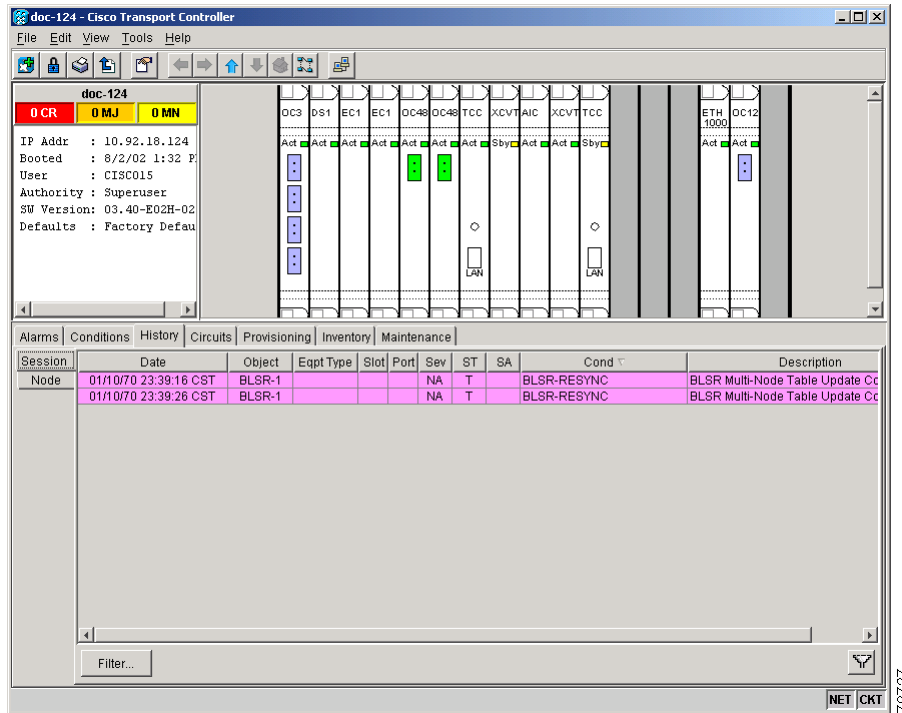 doc-124 - Cisco Transport Controller
File Edit View Tools Help
doc-124
0 CR 0 MJ 0 MN
IP Addr : 10.92.18.124
Booted : 8/2/02 1:32 P
User : CISCO15
Authority : Superuser
SW Version: 03.40-E02H-02
Defaults : Factory Defau
OC3 DS1 EC1 EC1 OC48 OC48 TCC XCVT AIC XCVT TCC ETH 1000 OC12
Act Act Act Act Act Act Act Sby Act Act Sby Act Act
LAN LAN
Alarms Conditions History Circuits Provisioning Inventory Maintenance
Session Date Object Eqpt Type Slot Port Sev ST SA Cond Description
Node 01/10/70 23:39:16 CST BLSR-1 NA T BLSR-RESYNC BLSR Multi-Node Table Update Co
01/10/70 23:39:26 CST BLSR-1 NA T BLSR-RESYNC BLSR Multi-Node Table Update Co
Filter...
NET CKT